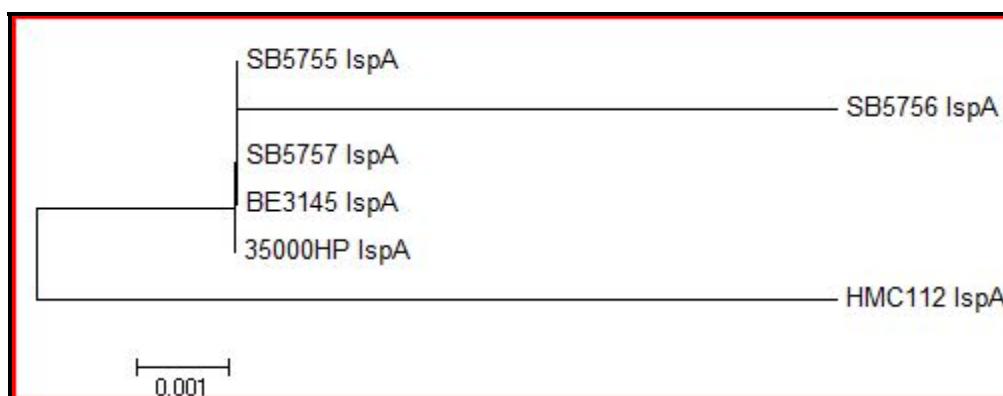 SB5755 IspA
SB5756 IspA
SB5757 IspA
BE3145 IspA
35000HP IspA
HMC112 IspA
0.001